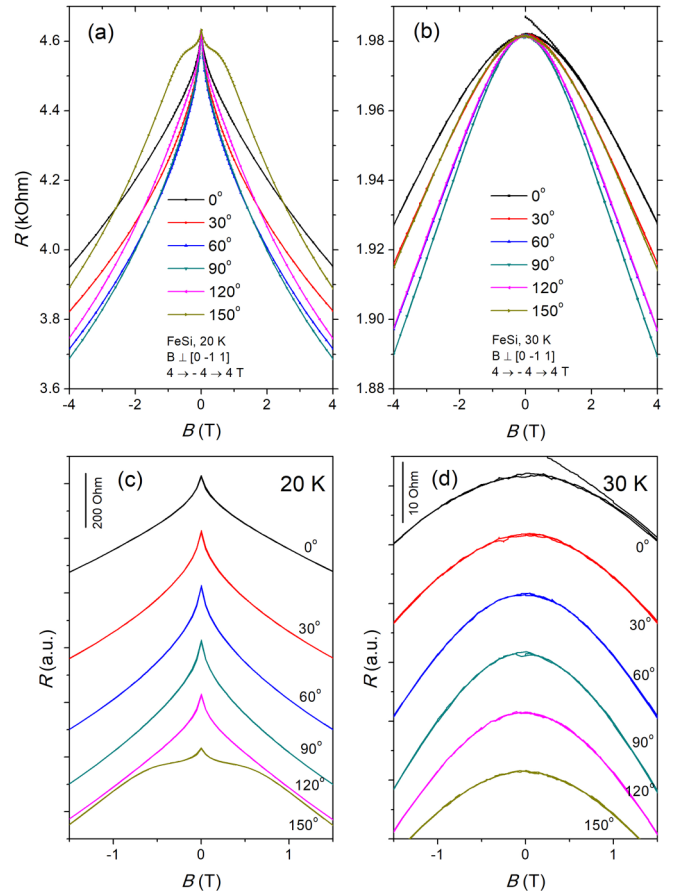 (a)
4.6
4.4
4.2
4.0
3.8
3.6
R (kOhm)
0°
30°
60°
90°
120°
150°
FeSi, 20 K
B ⊥ [0 -1 1]
4 → - 4 → 4 T
-4 -2 0 2 4
B (T)
(b)
1.98
1.96
1.94
1.92
1.90
1.88
0°
30°
60°
90°
120°
150°
FeSi, 30 K
B ⊥ [0 -1 1]
4 → - 4 → 4 T
-4 -2 0 2 4
B (T)
(c) 20 K
200 Ohm
R (a.u.)
0°
30°
60°
90°
120°
150°
-1 0 1
B (T)
(d) 30 K
10 Ohm
R (a.u.)
0°
30°
60°
90°
120°
150°
-1 0 1
B (T)